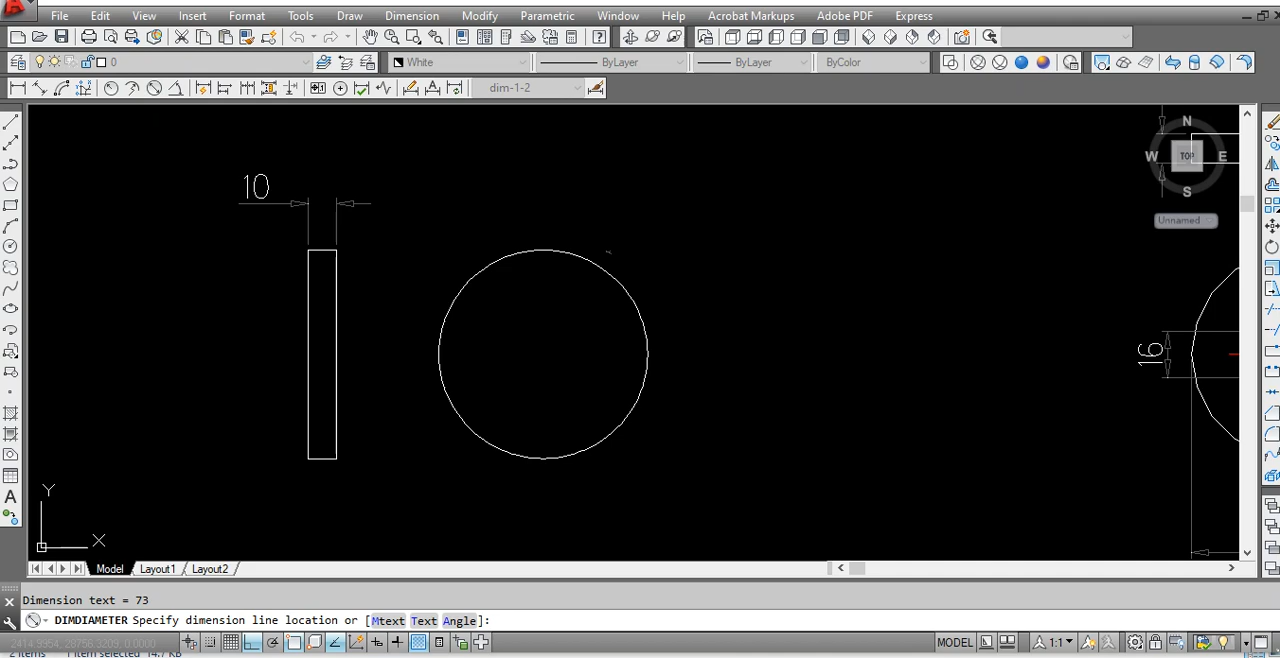 File Edit View Insert Format Tools Draw Dimension Modify Parametric Window Help Acrobat Markups Adobe PDF Express
0 White ByLayer ByLayer ByColor
dim-1-2
N
W TOP E
S
Unnamed
10
16
Y
X
Model Layout1 Layout2
Dimension text = 73
DIMDIAMETER Specify dimension line location or [Mtext Text Angle]:
MODEL 1:1